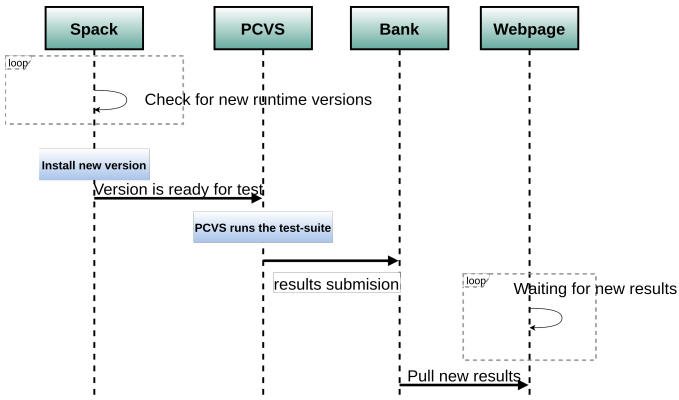 Spack
PCVS
Bank
Webpage
loop
Check for new runtime versions
Install new version
Version is ready for test
PCVS runs the test-suite
results submision
loop
Waiting for new results
Pull new results